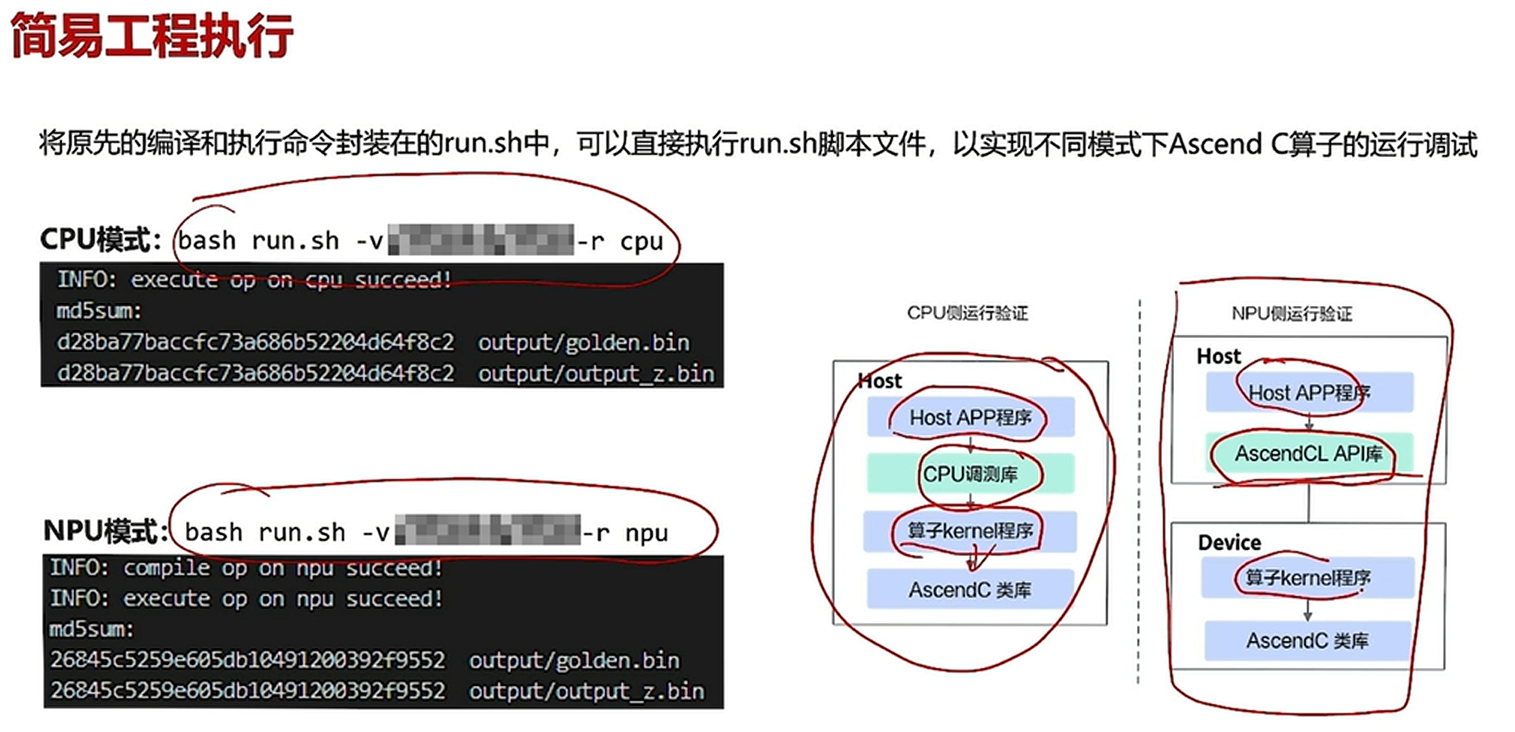 简易工程执行
将原先的编译和执行命令封装在的run.sh中，可以直接执行run.sh脚本文件，以实现不同模式下Ascend C算子的运行调试
CPU模式：bash run.sh -v -r cpu
INFO: execute op on cpu succeed!
md5sum:
d28ba77baccfc73a686b52204d64f8c2 output/golden.bin
d28ba77baccfc73a686b52204d64f8c2 output/output_z.bin
NPU模式：bash run.sh -v -r npu
INFO: compile op on npu succeed!
INFO: execute op on npu succeed!
md5sum:
26845c5259e605db10491200392f9552 output/golden.bin
26845c5259e605db10491200392f9552 output/output_z.bin
CPU侧运行验证
Host
Host APP程序
CPU调测库
算子kernel程序
AscendC 类库
NPU侧运行验证
Host
Host APP程序
AscendCL API库
Device
算子kernel程序
AscendC 类库